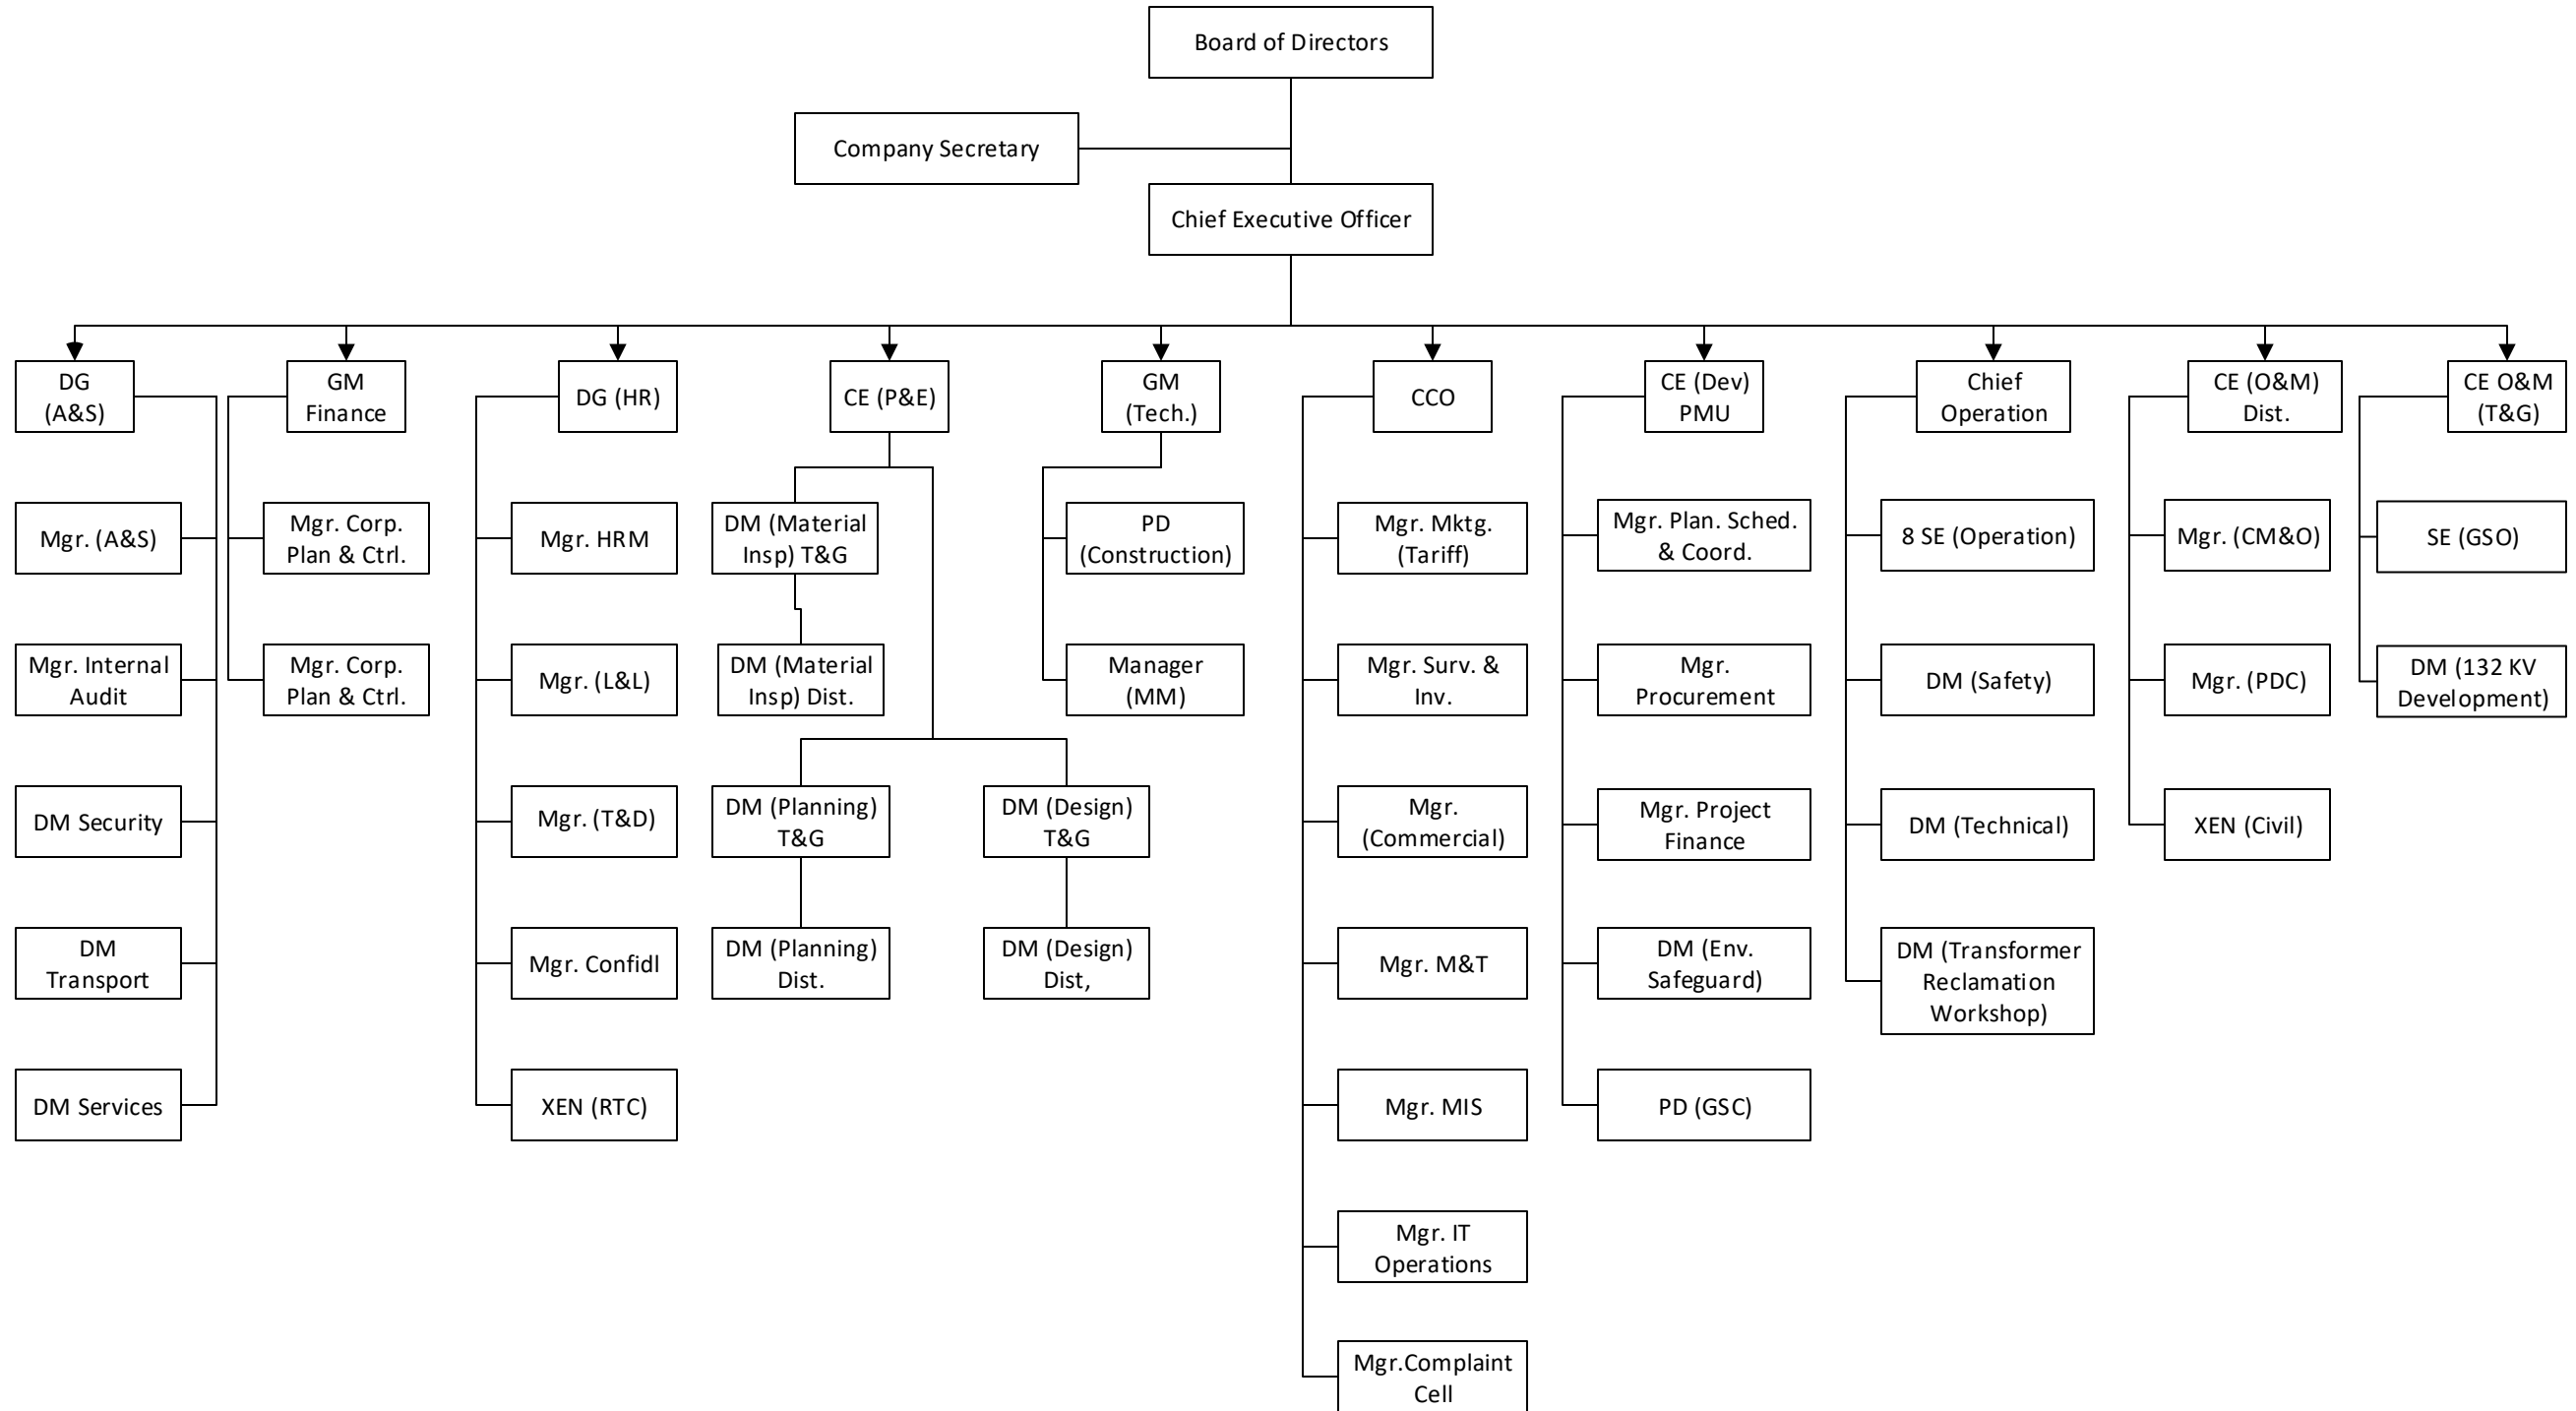 Board of Directors
Company Secretary
Chief Executive Officer
DG
(A&S)
GM
Finance
DG (HR)
CE (P&E)
GM
(Tech.)
CCO
CE (Dev)
PMU
Chief
Operation
CE (O&M)
Dist.
CE O&M
(T&G)
Mgr. (A&S)
Mgr. Corp.
Plan & Ctrl.
Mgr. HRM
DM (Material
Insp) T&G
PD
(Construction)
Mgr. Mktg.
(Tariff)
Mgr. Plan. Sched.
& Coord.
8 SE (Operation)
Mgr. (CM&O)
SE (GSO)
Mgr. Internal
Audit
Mgr. Corp.
Plan & Ctrl.
Mgr. (L&L)
DM (Material
Insp) Dist.
Manager
(MM)
Mgr. Surv. &
Inv.
Mgr.
Procurement
DM (Safety)
Mgr. (PDC)
DM (132 KV
Development)
DM Security
Mgr. (T&D)
DM (Planning)
T&G
DM (Design)
T&G
Mgr.
(Commercial)
Mgr. Project
Finance
DM (Technical)
XEN (Civil)
DM
Transport
Mgr. Confidl
DM (Planning)
Dist.
DM (Design)
Dist,
Mgr. M&T
DM (Env.
Safeguard)
DM (Transformer
Reclamation
Workshop)
DM Services
XEN (RTC)
Mgr. MIS
PD (GSC)
Mgr. IT
Operations
Mgr.Complaint
Cell